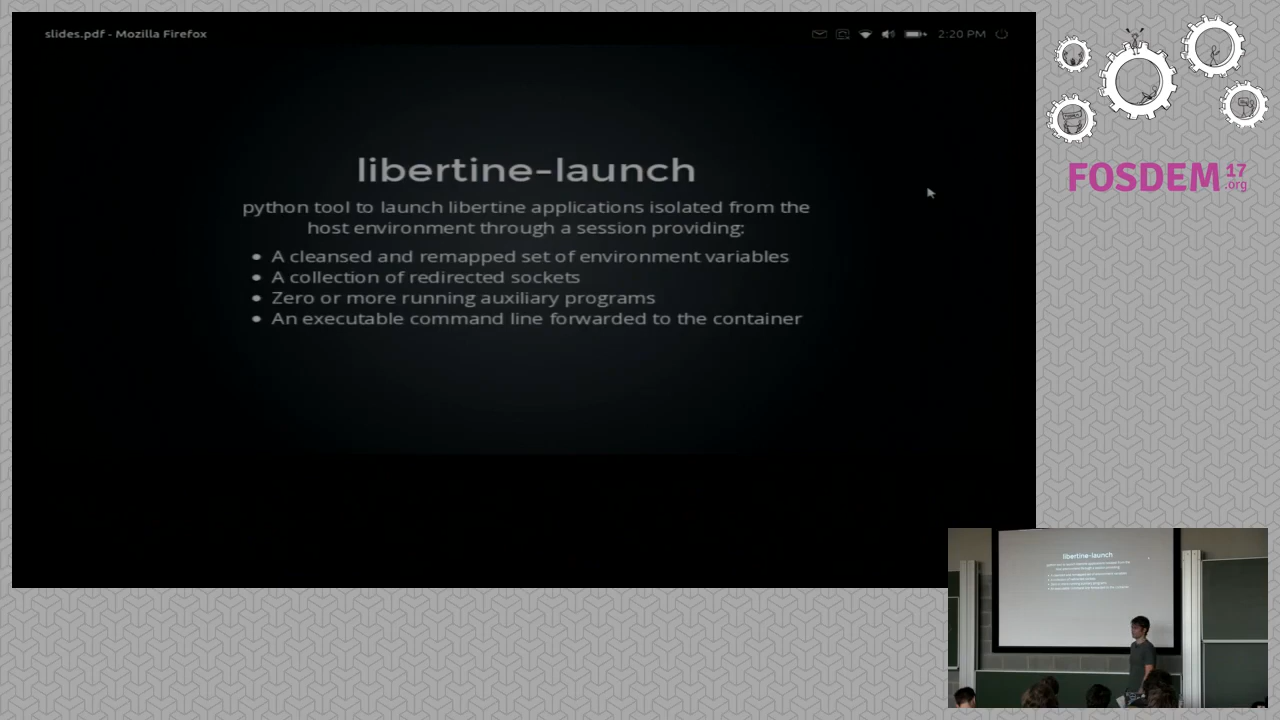 slides.pdf - Mozilla Firefox
2:20 PM
libertine-launch
python tool to launch libertine applications isolated from the
host environment through a session providing:
• A cleansed and remapped set of environment variables
• A collection of redirected sockets
• Zero or more running auxiliary programs
• An executable command line forwarded to the container
FOSDEM 17
.org
libertine-launch